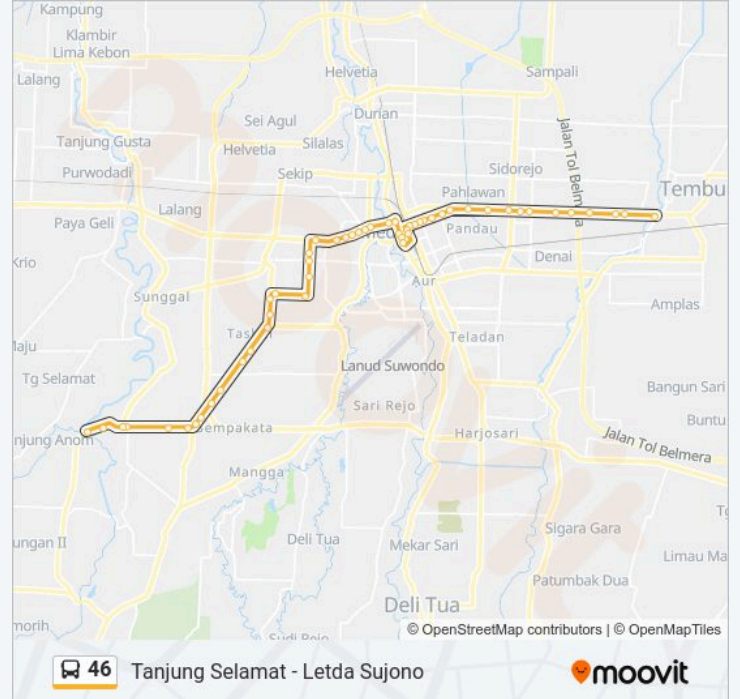 Kampung
Klambir
Lima Kebon
Helvetia
Sampali
Lalang
Durian
Sei Agul
Jalan Tol Belmera
Tanjung Gusta
Helvetia
Silalas
Purwodadi
Sekip
Sidorejo
Pahlawan
Tembu
Lalang
Paya Geli
Pandau
Krio
Denai
Sunggal
Aur
Amplas
Teladan
Maju
Lanud Suwondo
Tg Selamat
Bangun Sari
Sari Rejo
Buntu
njung Anom
Sempakata
Harjosari
Jalan Tol Belmera
Mangga
Deli Tua
Mekar Sari
Sigara Gara
ungan II
Limau Ma
Patumbak Dua
Deli Tua
morih
© OpenStreetMap contributors | © OpenMapTiles
46 Tanjung Selamat - Letda Sujono
moovit